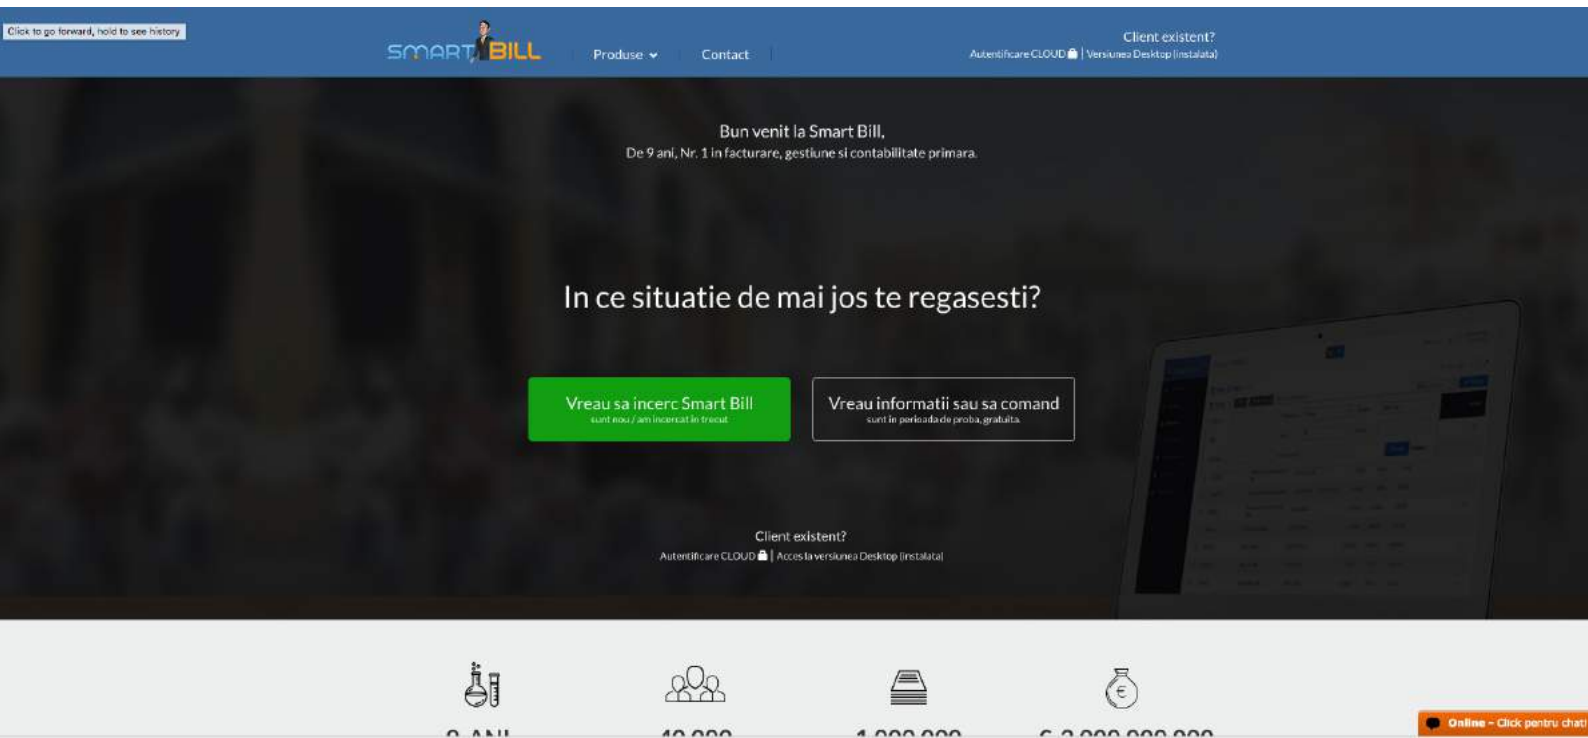 Click to go forward, hold to see history
SMART BILL
Produse
Contact
Client existent?
Autentificare CLOUD | Versiunea Desktop (instalata)
Bun venit la Smart Bill,
De 9 ani, Nr. 1 in facturare, gestiune si contabilitate primara.
In ce situatie de mai jos te regasesti?
Vreau sa incerc Smart Bill
sunt nou / am incercat in trecut
Vreau informatii sau sa comand
sunt in perioada de proba, gratuita.
Client existent?
Autentificare CLOUD | Acces la versiunea Desktop (instalata)
€
Online - Click pentru chat!